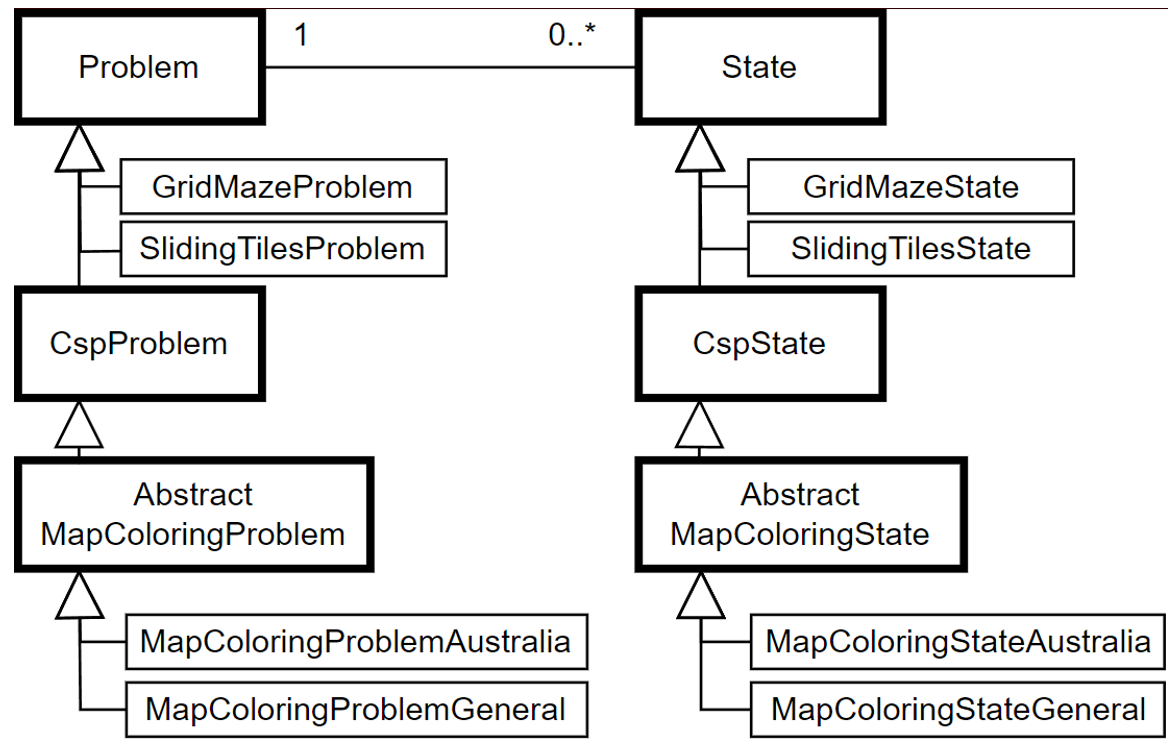 Problem
1
0..*
State
GridMazeProblem
GridMazeState
SlidingTilesProblem
SlidingTilesState
CspProblem
CspState
Abstract
MapColoringProblem
Abstract
MapColoringState
MapColoringProblemAustralia
MapColoringStateAustralia
MapColoringProblemGeneral
MapColoringStateGeneral